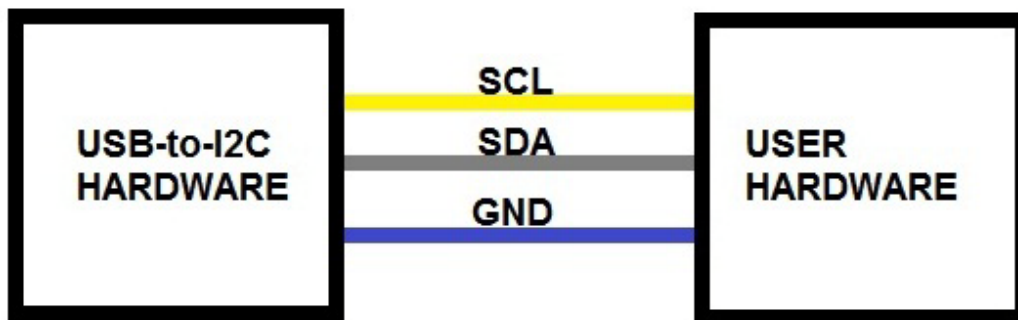 USB-to-I2C
HARDWARE
SCL
SDA
GND
USER
HARDWARE